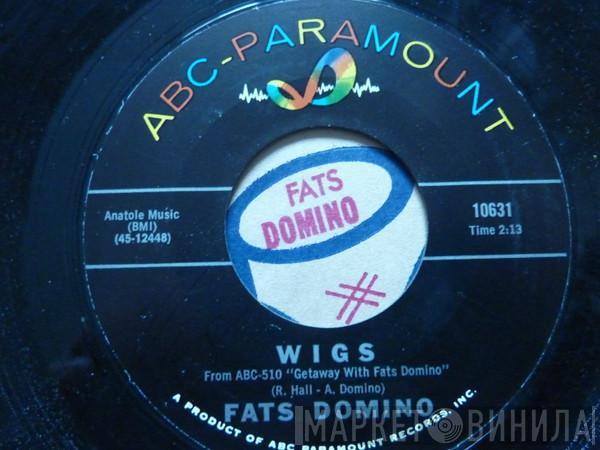 ABC-PARAMOUNT
FATS
DOMINO
Anatole Music
(BMI)
(45-12448)
10631
Time 2:13
WIGS
From ABC-510 "Getaway With Fats Domino"
(R. Hall - A. Domino)
FATS DOMINO
A PRODUCT OF ABC PARAMOUNT RECORDS, INC.
МАРКЕТ ВИНИЛА